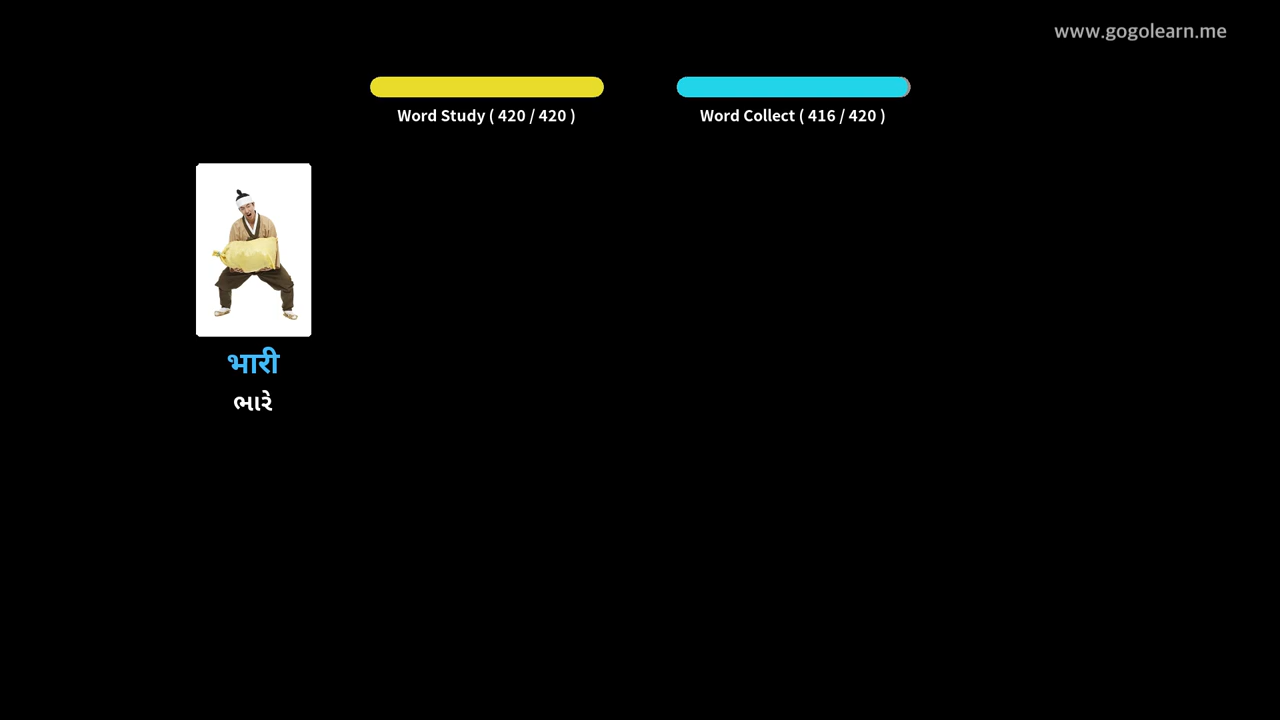 www.gogolearn.me
Word Study ( 420 / 420 )
Word Collect ( 416 / 420 )
भारी
ભારે